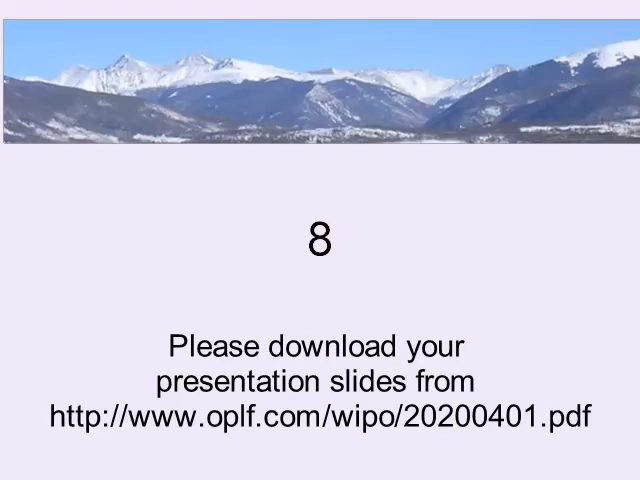 8
Please download your
presentation slides from
http://www.oplf.com/wipo/20200401.pdf